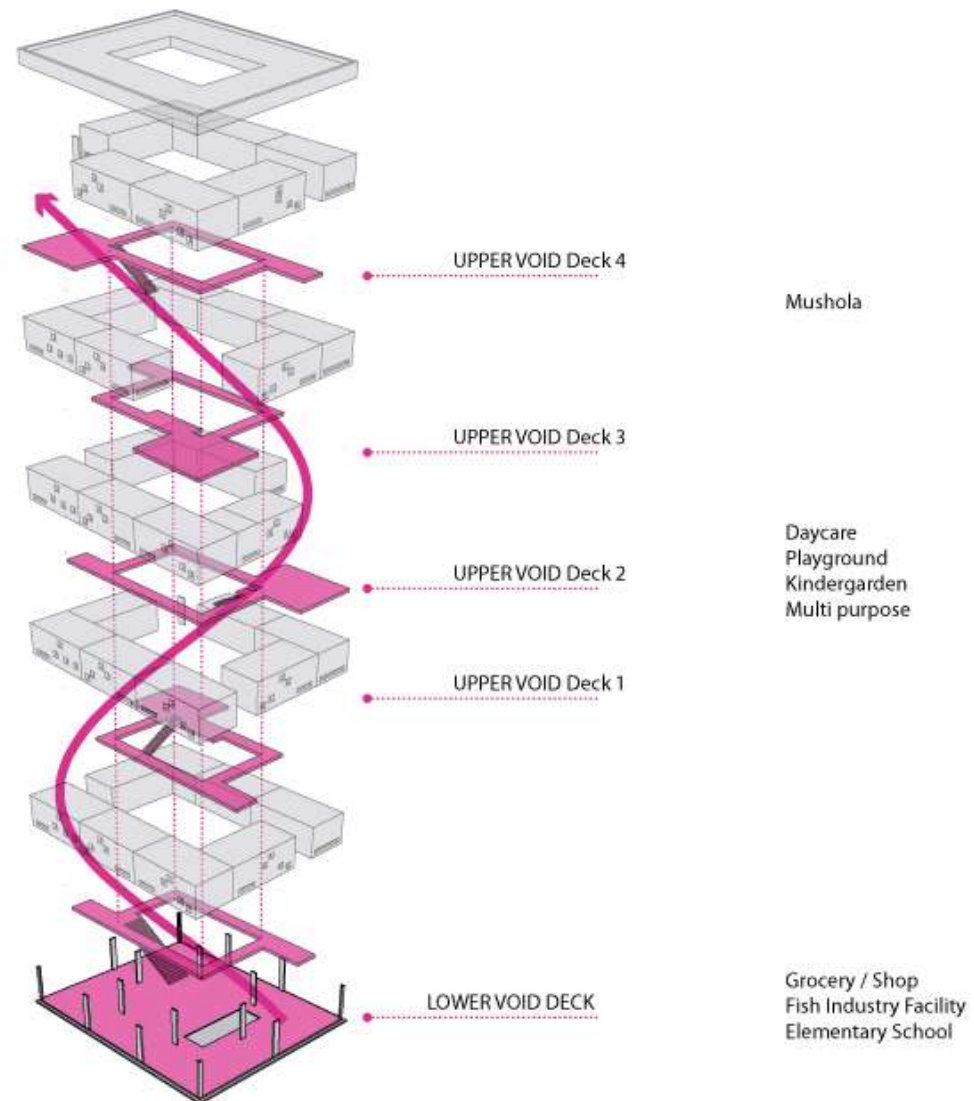 UPPER VOID Deck 4
Mushola
UPPER VOID Deck 3
Daycare
Playground
Kindergarden
Multi purpose
UPPER VOID Deck 2
UPPER VOID Deck 1
Grocery / Shop
Fish Industry Facility
Elementary School
LOWER VOID DECK